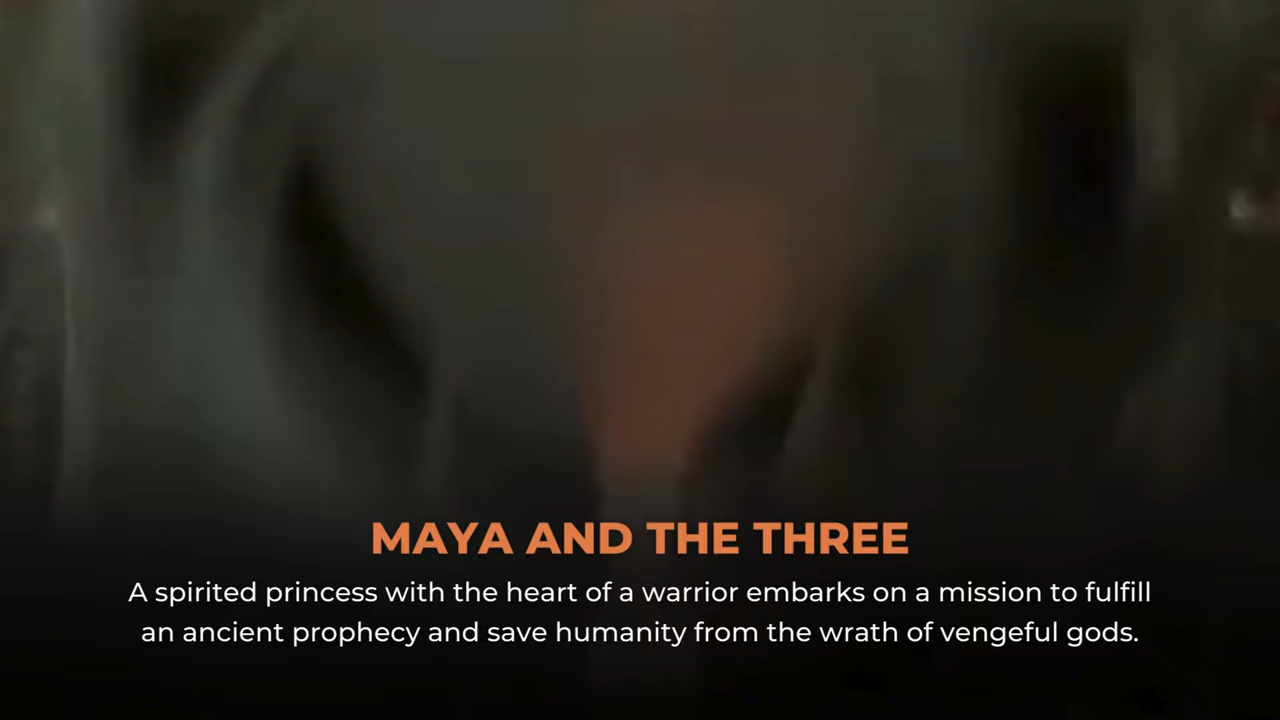 MAYA AND THE THREE
A spirited princess with the heart of a warrior embarks on a mission to fulfill
an ancient prophecy and save humanity from the wrath of vengeful gods.